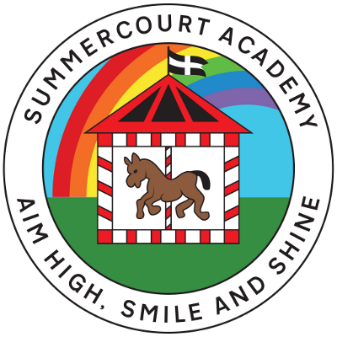 SUMMERCOURT ACADEMY
AIM HIGH, SMILE AND SHINE